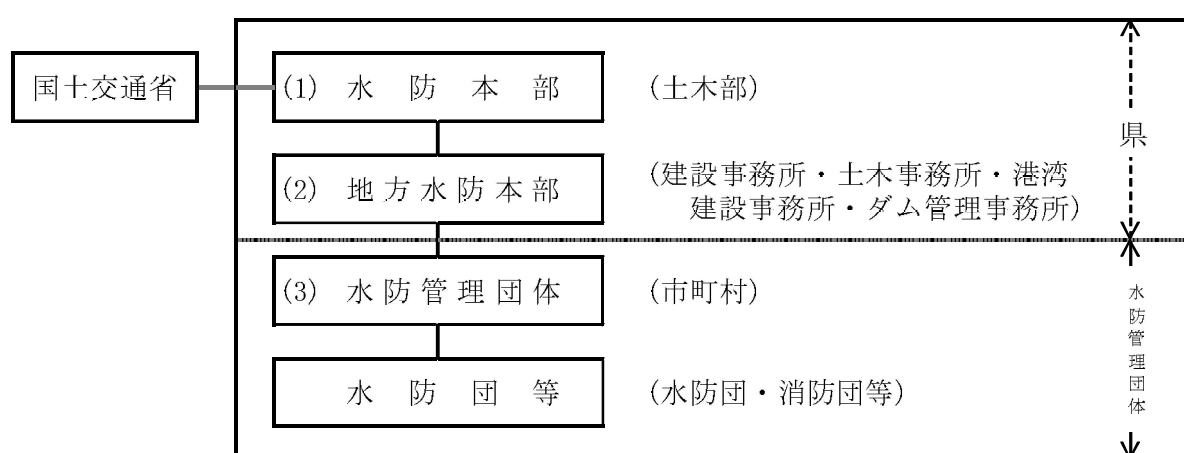 国土交通省
(1) 水防本部
(土木部)
(2) 地方水防本部
(建設事務所・土木事務所・港湾
建設事務所・ダム管理事務所)
県
(3) 水防管理団体
(市町村)
水防団等
(水防団・消防団等)
水防管理団体